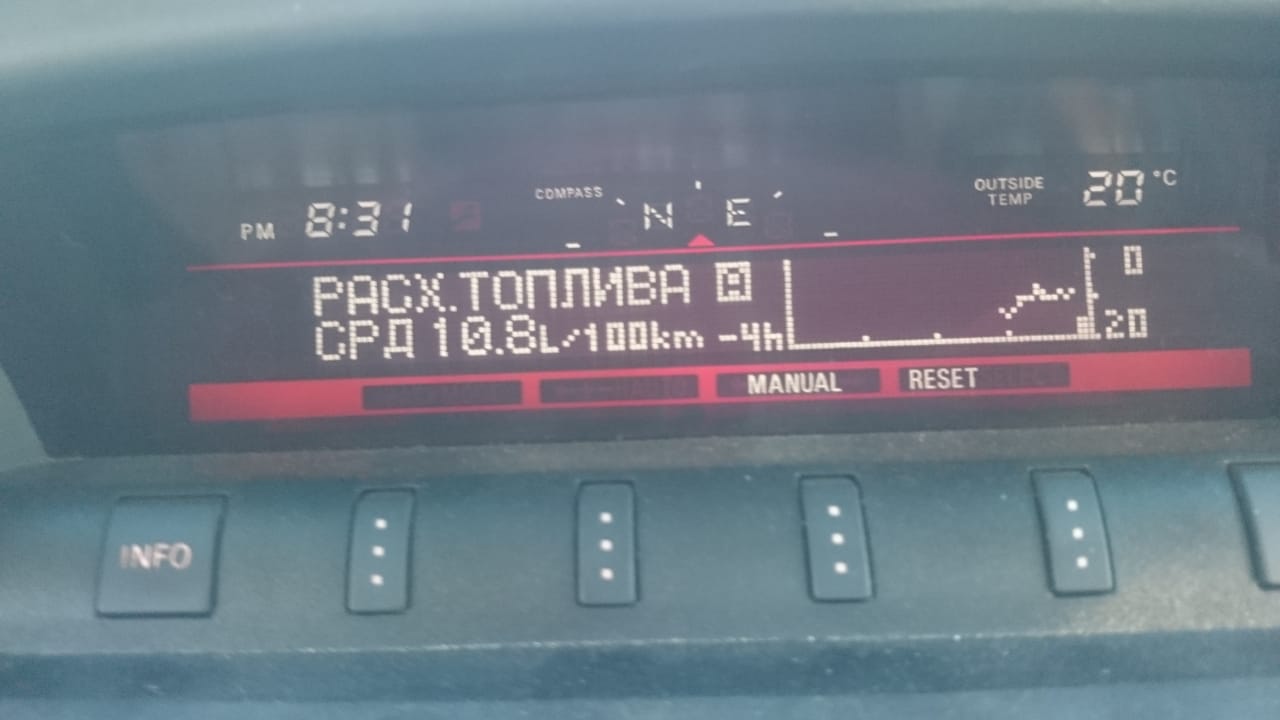 PM 8:31
COMPASS
N E
OUTSIDE
TEMP
20 °C
РАСХ.ТОПЛИВА
СРД 10.8L/100km
-4h
0
20
MANUAL RESET
INFO